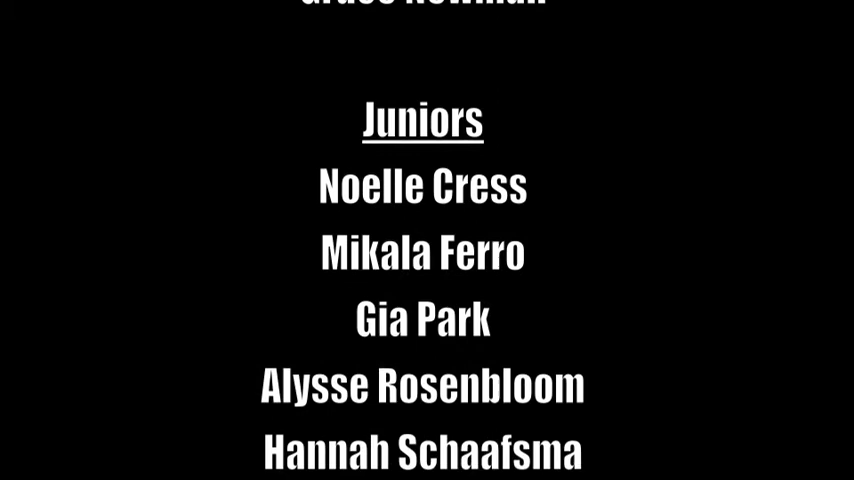 Juniors
Noelle Cress
Mikala Ferro
Gia Park
Alysse Rosenbloom
Hannah Schaafsma